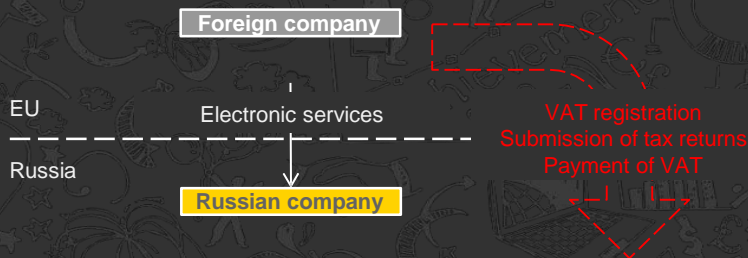 Foreign company
EU
Electronic services
Russia
Russian company
VAT registration
Submission of tax returns
Payment of VAT